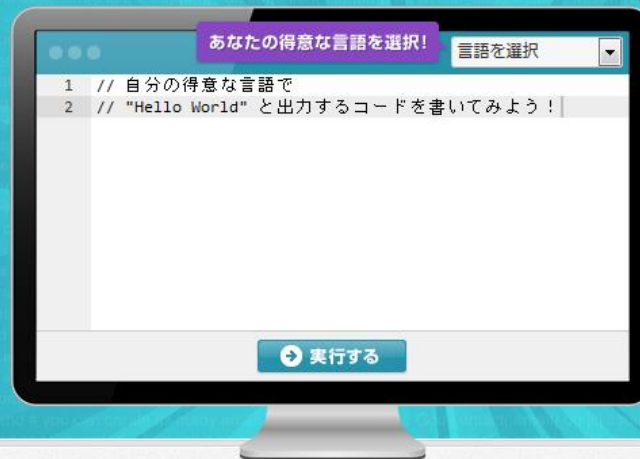 あなたの得意な言語を選択!
言語を選択
1 // 自分の得意な言語で
2 // "Hello World" と出力するコードを書いてみよう!
実行する